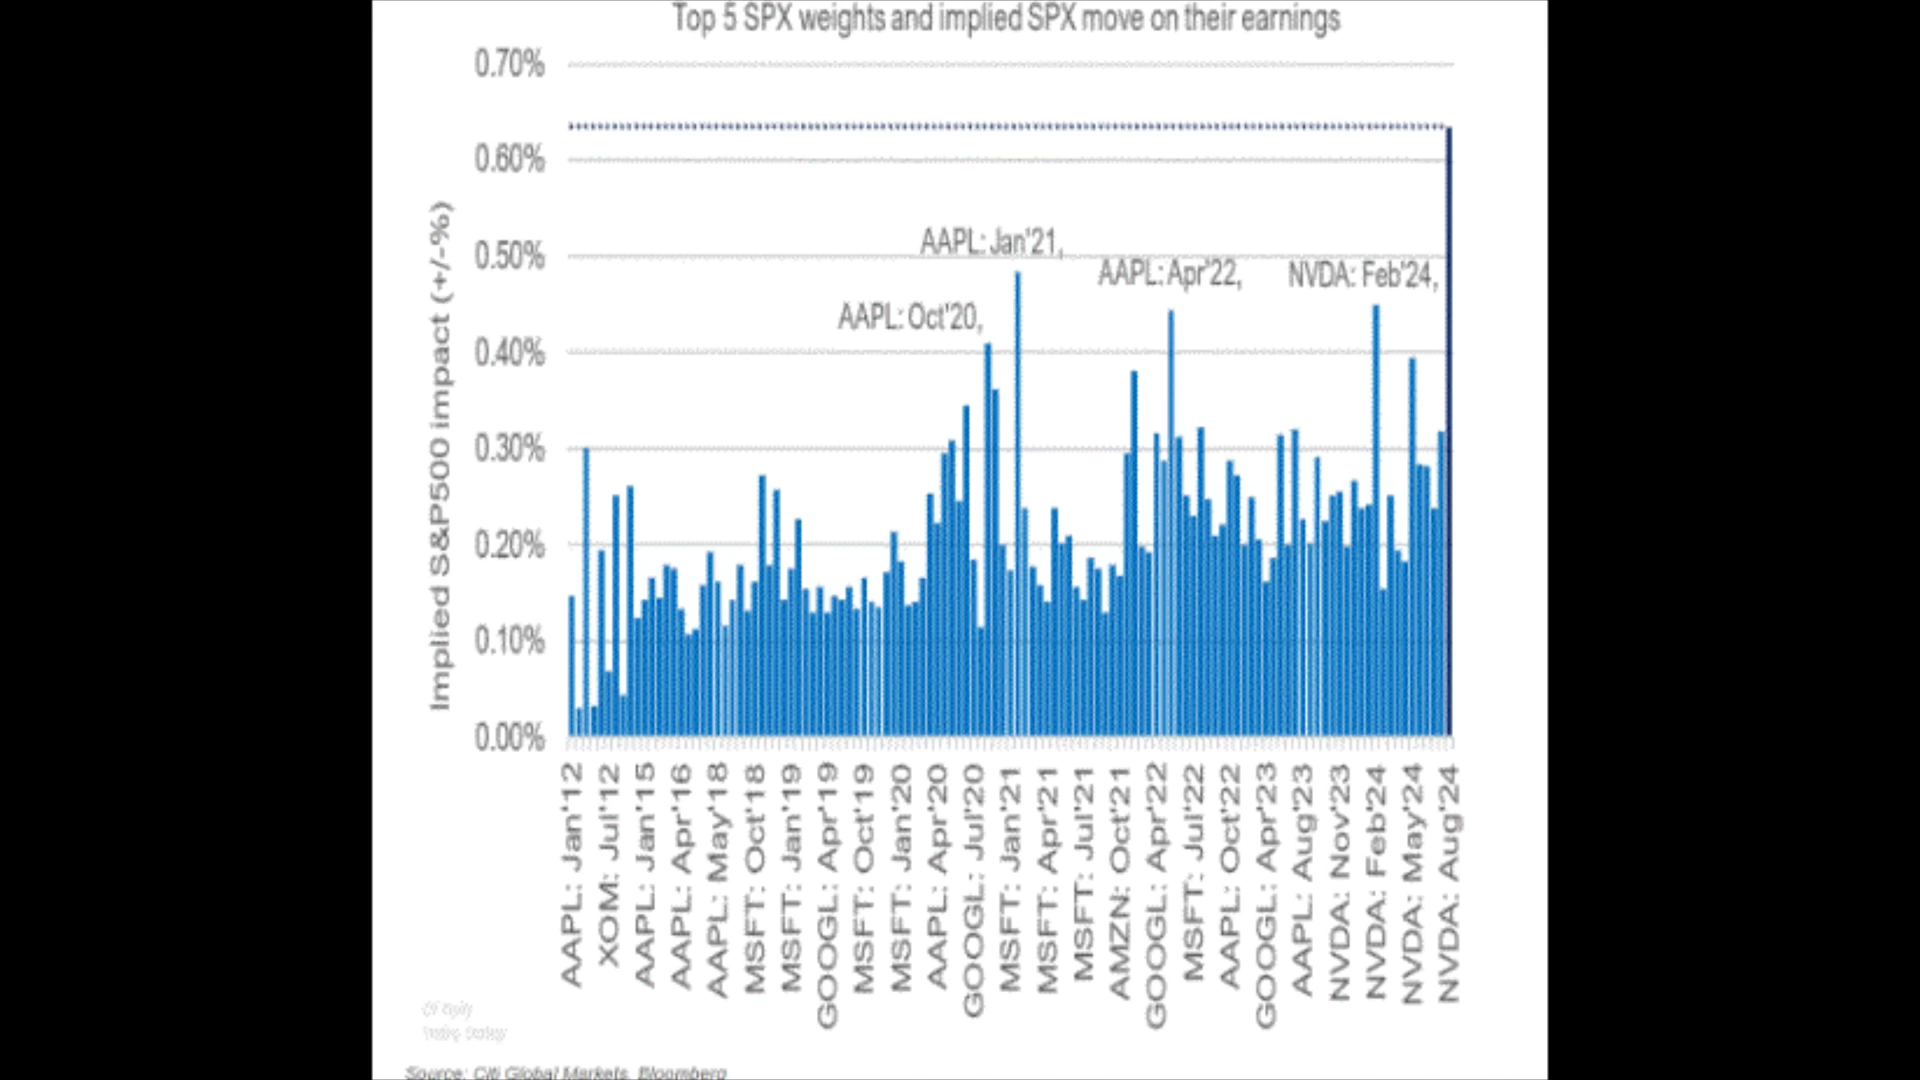 Top 5 SPX weights and implied SPX move on their earnings
0.70%
0.60%
0.50%
0.40%
0.30%
0.20%
0.10%
0.00%
Implied S&P500 impact (+/-%)
AAPL: Oct'20,
AAPL: Jan'21,
AAPL: Apr'22,
NVDA: Feb'24,
AAPL: Jan'12
XOM: Jul'12
AAPL: Jan'15
AAPL: Apr'16
AAPL: May'18
MSFT: Oct'18
MSFT: Jan'19
GOOGL: Apr'19
MSFT: Oct'19
MSFT: Jan'20
AAPL: Apr'20
GOOGL: Jul'20
MSFT: Jan'21
MSFT: Apr'21
MSFT: Jul'21
AMZN: Oct'21
GOOGL: Apr'22
MSFT: Jul'22
AAPL: Oct'22
GOOGL: Apr'23
AAPL: Aug'23
NVDA: Nov'23
NVDA: Feb'24
NVDA: May'24
NVDA: Aug'24
Source: Citi Global Markets, Bloomberg